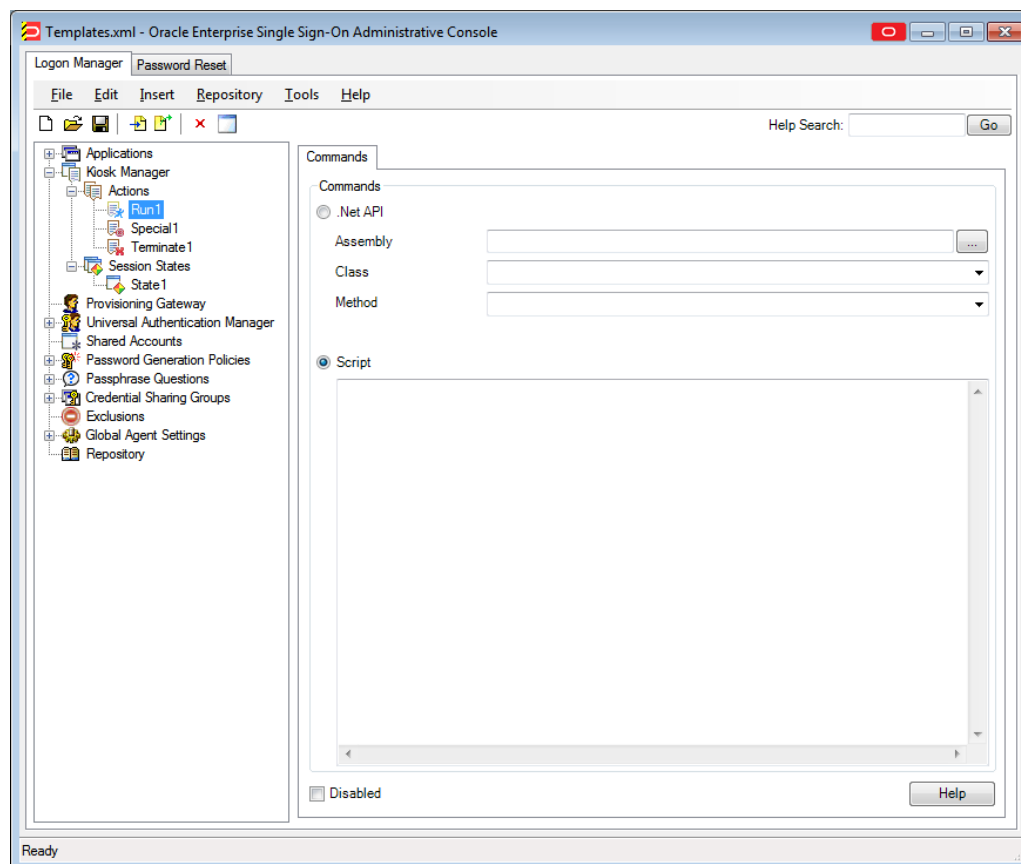 Templates.xml - Oracle Enterprise Single Sign-On Administrative Console
Logon Manager Password Reset
File Edit Insert Repository Tools Help
Help Search: Go
Applications
Kiosk Manager
Actions
Run1
Special1
Terminate1
Session States
State1
Provisioning Gateway
Universal Authentication Manager
Shared Accounts
Password Generation Policies
Passphrase Questions
Credential Sharing Groups
Exclusions
Global Agent Settings
Repository
Commands
Commands
.Net API
Assembly ...
Class
Method
Script
Disabled Help
Ready